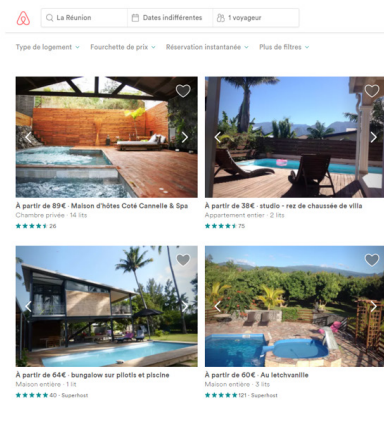 La Réunion
Dates indifférentes
1 voyageur
Type de logement
Fourchette de prix
Réservation instantanée
Plus de filtres
À partir de 89€ · Maison d'hôtes Coté Cannelle & Spa
Chambre privée · 14 lits
26
À partir de 38€ · studio - rez de chaussée de villa
Appartement entier · 2 lits
75
À partir de 64€ · bungalow sur pilotis et piscine
Maison entière · 1 lit
40 · Superhost
À partir de 60€ · Au letchvanille
Maison entière · 3 lits
121 · Superhost